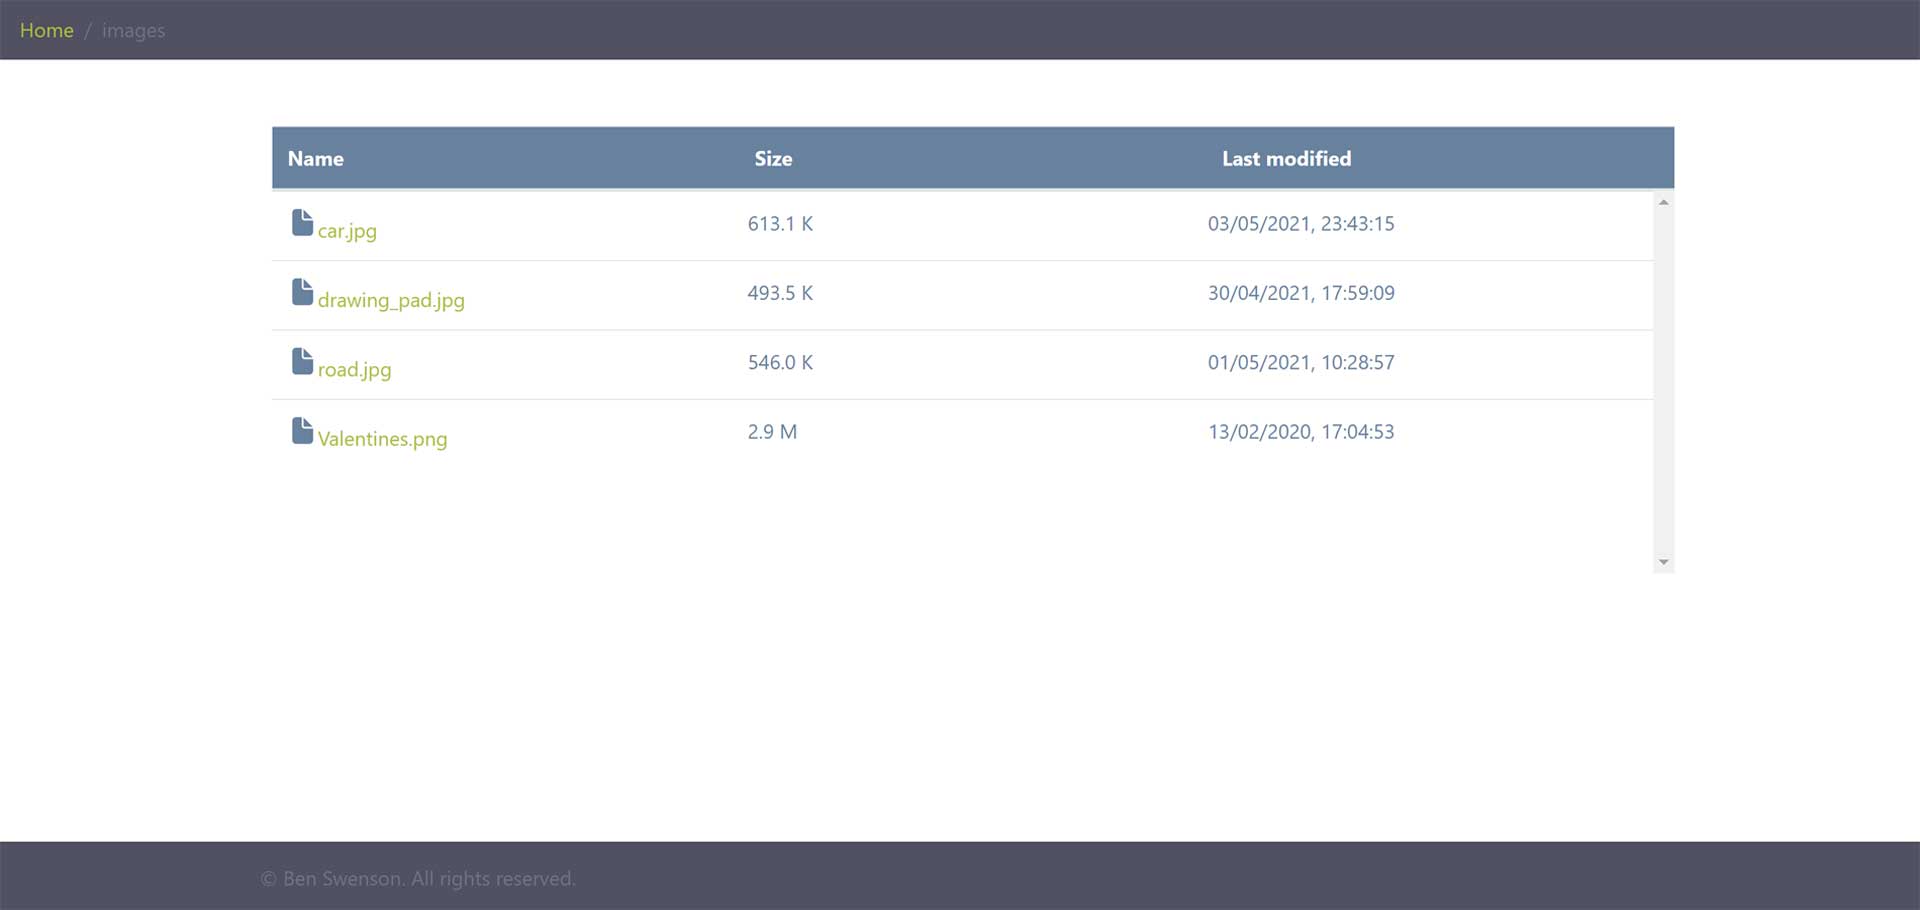 Home / images
Name Size Last modified
car.jpg 613.1 K 03/05/2021, 23:43:15
drawing_pad.jpg 493.5 K 30/04/2021, 17:59:09
road.jpg 546.0 K 01/05/2021, 10:28:57
Valentines.png 2.9 M 13/02/2020, 17:04:53
© Ben Swenson. All rights reserved.